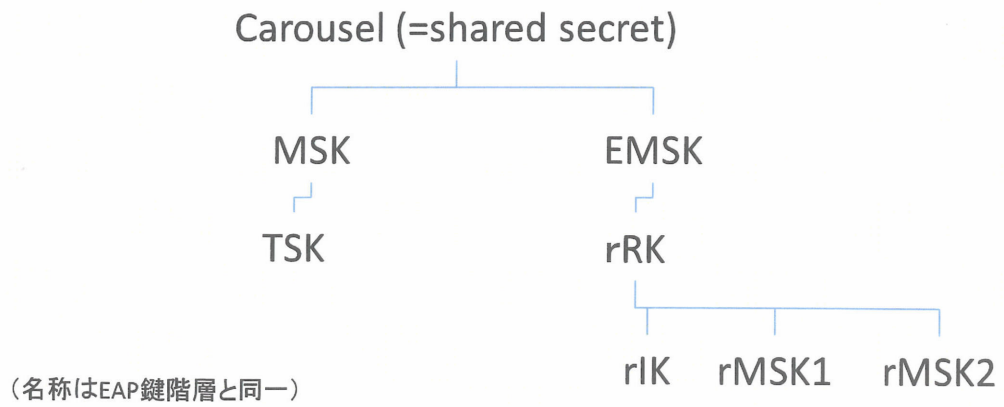 Carousel (=shared secret)
MSK EMSK
TSK rRK
rIK rMSK1 rMSK2
（名称はEAP鍵階層と同一）